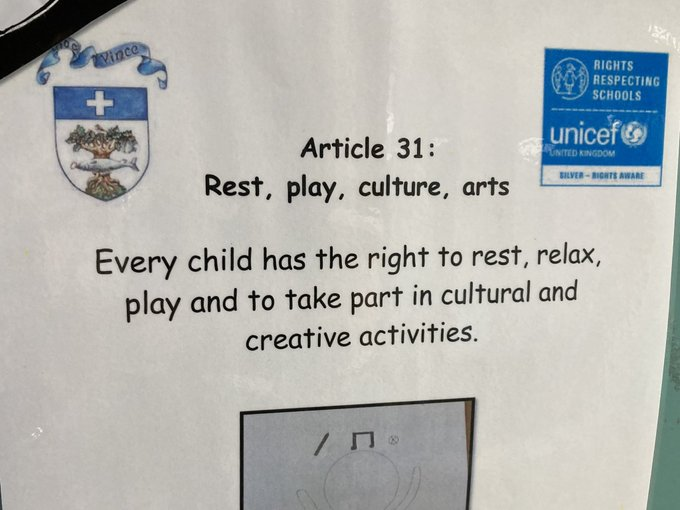 Vince
RIGHTS
RESPECTING
SCHOOLS
unicef
UNITED KINGDOM
SILVER – RIGHTS AWARE
Article 31:
Rest, play, culture, arts
Every child has the right to rest, relax,
play and to take part in cultural and
creative activities.